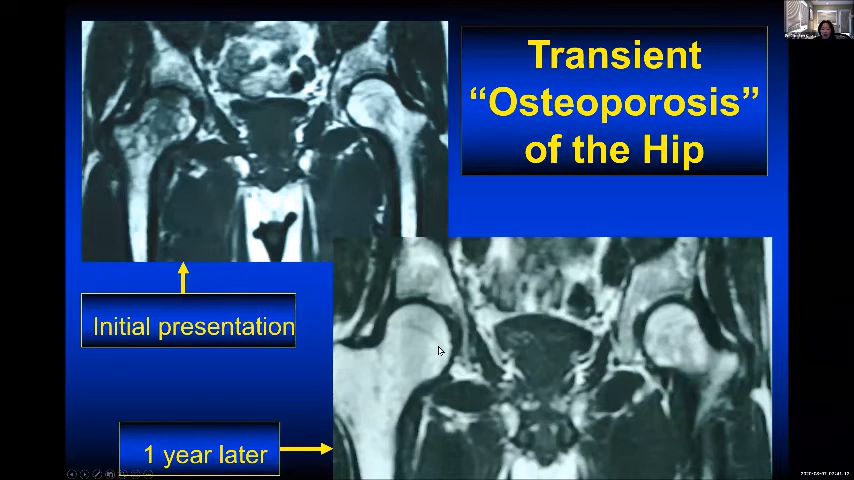 Transient
“Osteoporosis”
of the Hip
Initial presentation
1 year later